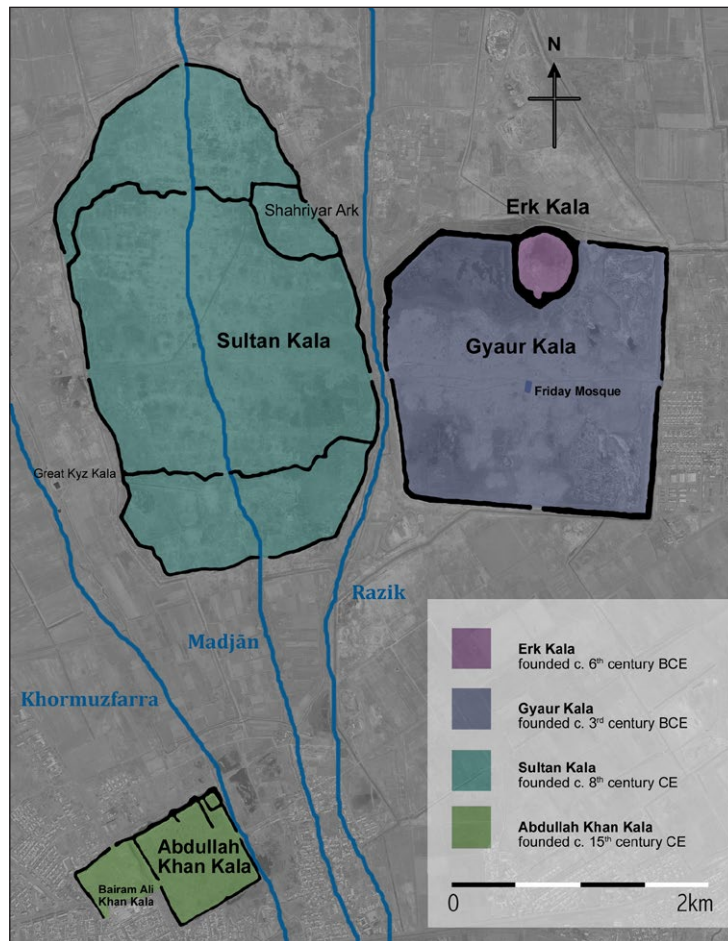 N
Erk Kala
Shahriyar Ark
Sultan Kala
Gyaur Kala
Friday Mosque
Great Kyz Kala
Razik
Madjān
Khormuzfarra
Abdullah
Khan Kala
Bairam Ali
Khan Kala
Erk Kala
founded c. 6th century BCE
Gyaur Kala
founded c. 3rd century BCE
Sultan Kala
founded c. 8th century CE
Abdullah Khan Kala
founded c. 15th century CE
0 2km